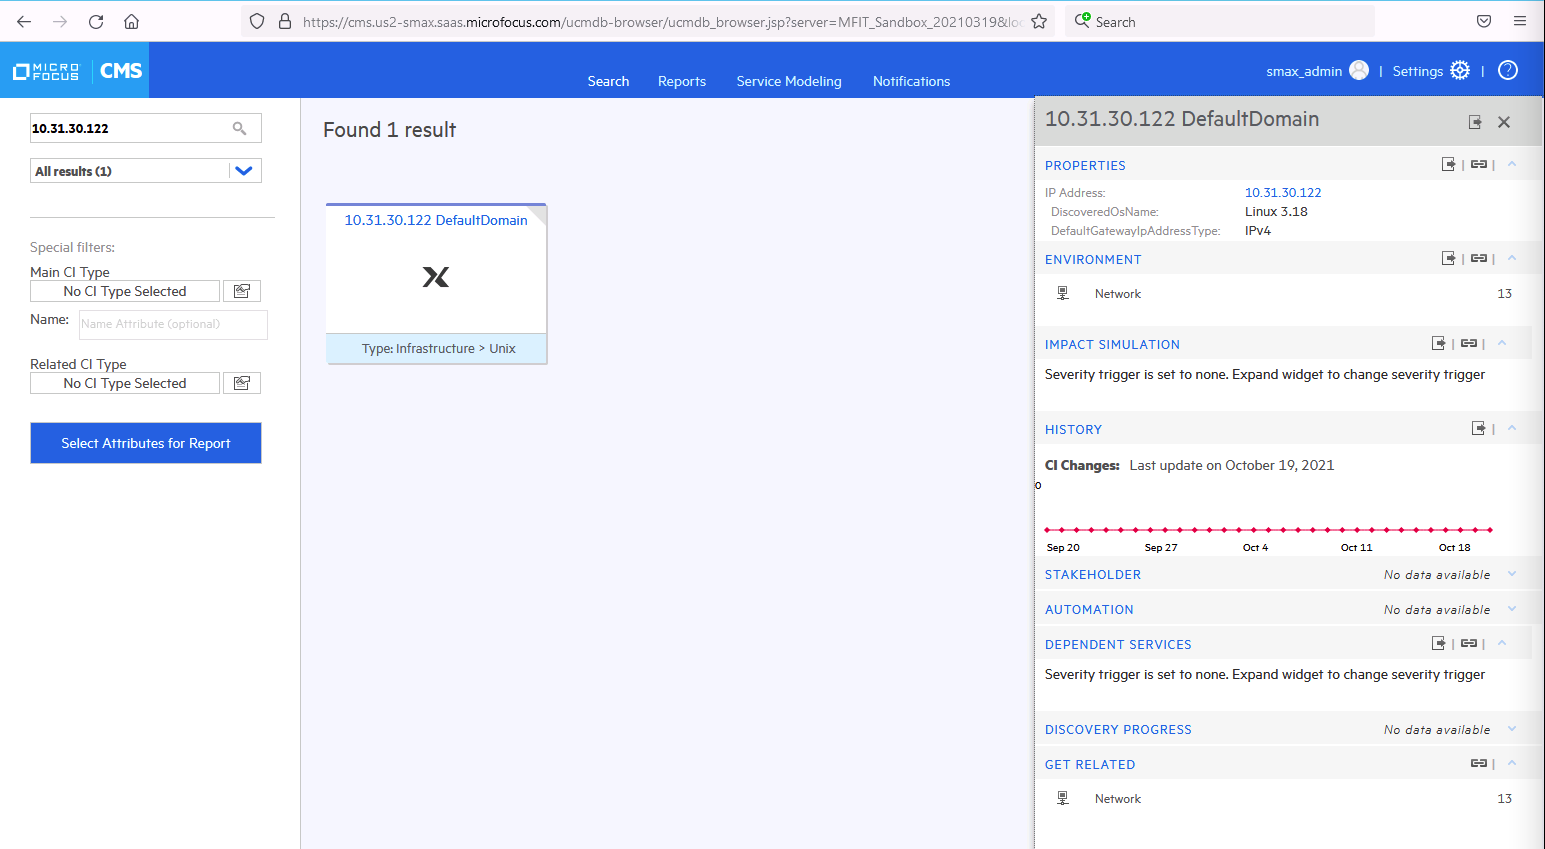 https://cms.us2-smax.saas.microfocus.com/ucmdb-browser/ucmdb_browser.jsp?server=MFIT_Sandbox_20210319&loc
Search
MICRO FOCUS
CMS
Search Reports Service Modeling Notifications
smax_admin | Settings | ?
10.31.30.122
All results (1)
Special filters:
Main CI Type
No CI Type Selected
Name: Name Attribute (optional)
Related CI Type
No CI Type Selected
Select Attributes for Report
Found 1 result
10.31.30.122 DefaultDomain
Type: Infrastructure > Unix
10.31.30.122 DefaultDomain
PROPERTIES
IP Address: 10.31.30.122
DiscoveredOsName: Linux 3.18
DefaultGatewayIpAddressType: IPv4
ENVIRONMENT
Network 13
IMPACT SIMULATION
Severity trigger is set to none. Expand widget to change severity trigger
HISTORY
CI Changes: Last update on October 19, 2021
0
Sep 20 Sep 27 Oct 4 Oct 11 Oct 18
STAKEHOLDER No data available
AUTOMATION No data available
DEPENDENT SERVICES
Severity trigger is set to none. Expand widget to change severity trigger
DISCOVERY PROGRESS No data available
GET RELATED
Network 13